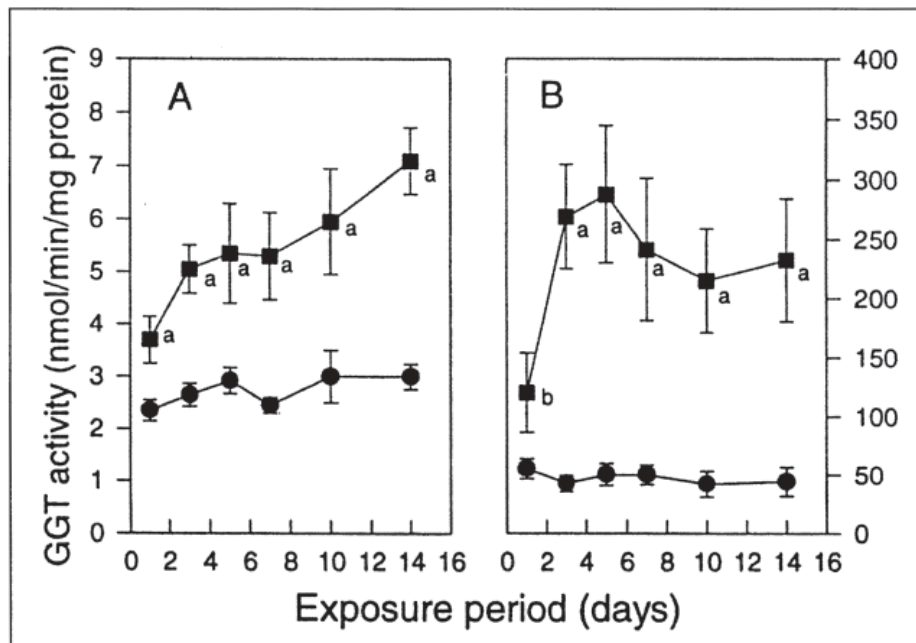 GGT activity (nmol/min/mg protein)
9
8
7
6
5
4
3
2
1
0
A
a
a
a
a
a
a
0 2 4 6 8 10 12 14 16
B
b
a
a
a
a
a
400
350
300
250
200
150
100
50
0
0 2 4 6 8 10 12 14 16
Exposure period (days)